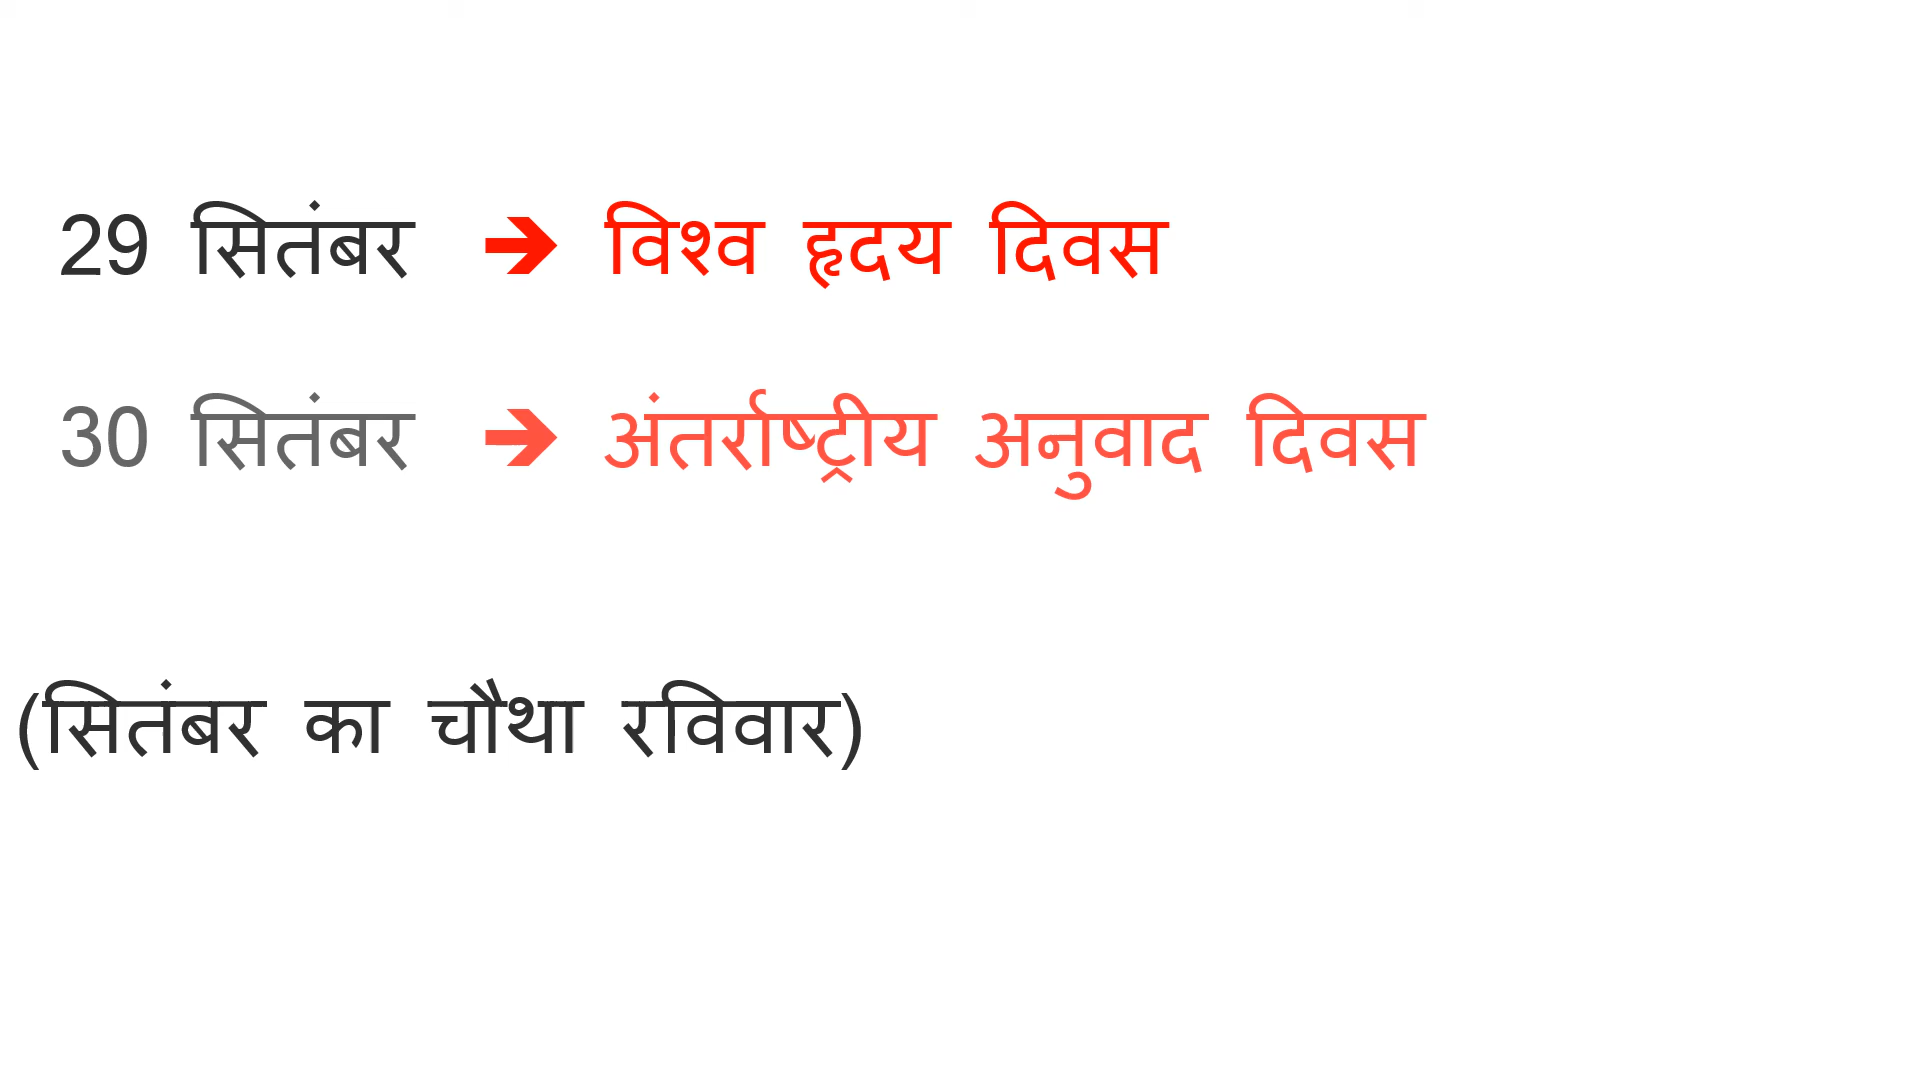 29 सितंबर ➔ विश्व हृदय दिवस
30 सितंबर ➔ अंतर्राष्ट्रीय अनुवाद दिवस
(सितंबर का चौथा रविवार)